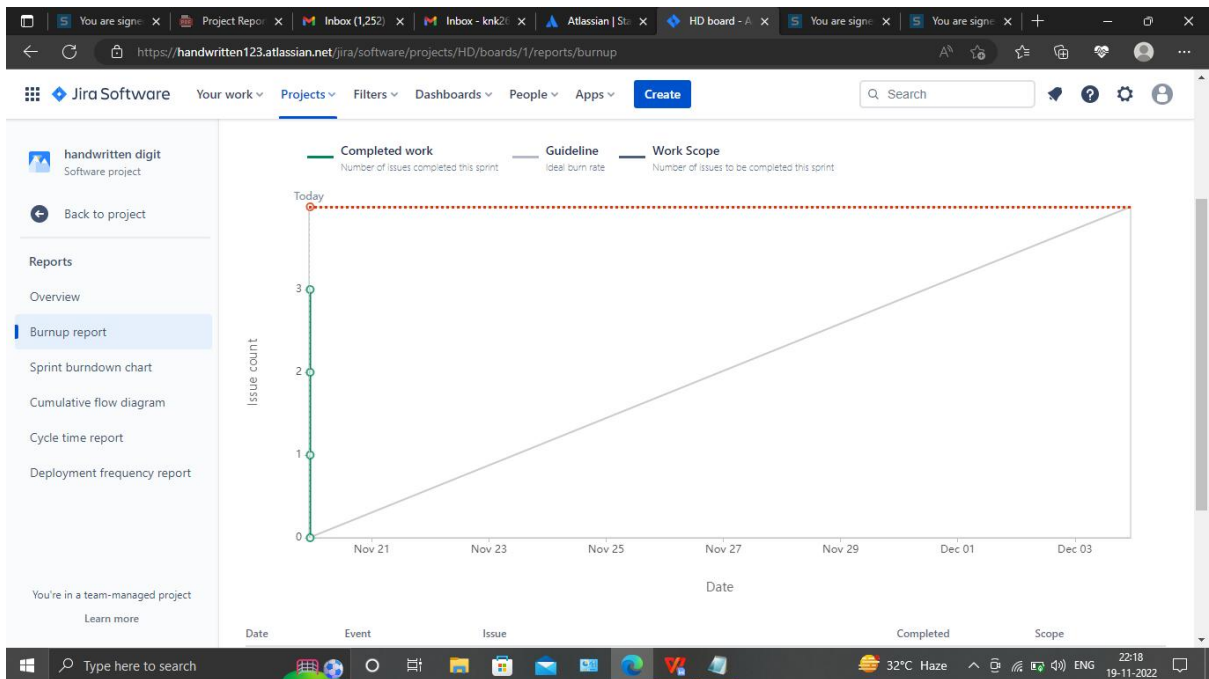 You are signe
Project Repor
Inbox (1,252)
Inbox - knk26
Atlassian | Sta
HD board - A
You are signe
You are signe
https://handwritten123.atlassian.net/jira/software/projects/HD/boards/1/reports/burnup
Jira Software
Your work
Projects
Filters
Dashboards
People
Apps
Create
Search
handwritten digit
Software project
Back to project
Reports
Overview
Burnup report
Sprint burndown chart
Cumulative flow diagram
Cycle time report
Deployment frequency report
You're in a team-managed project
Learn more
Completed work
Number of issues completed this sprint
Guideline
Ideal burn rate
Work Scope
Number of issues to be completed this sprint
Today
3
2
1
0
Issue count
Nov 21
Nov 23
Nov 25
Nov 27
Nov 29
Dec 01
Dec 03
Date
Date
Event
Issue
Completed
Scope
Type here to search
32°C Haze
ENG
22:18
19-11-2022